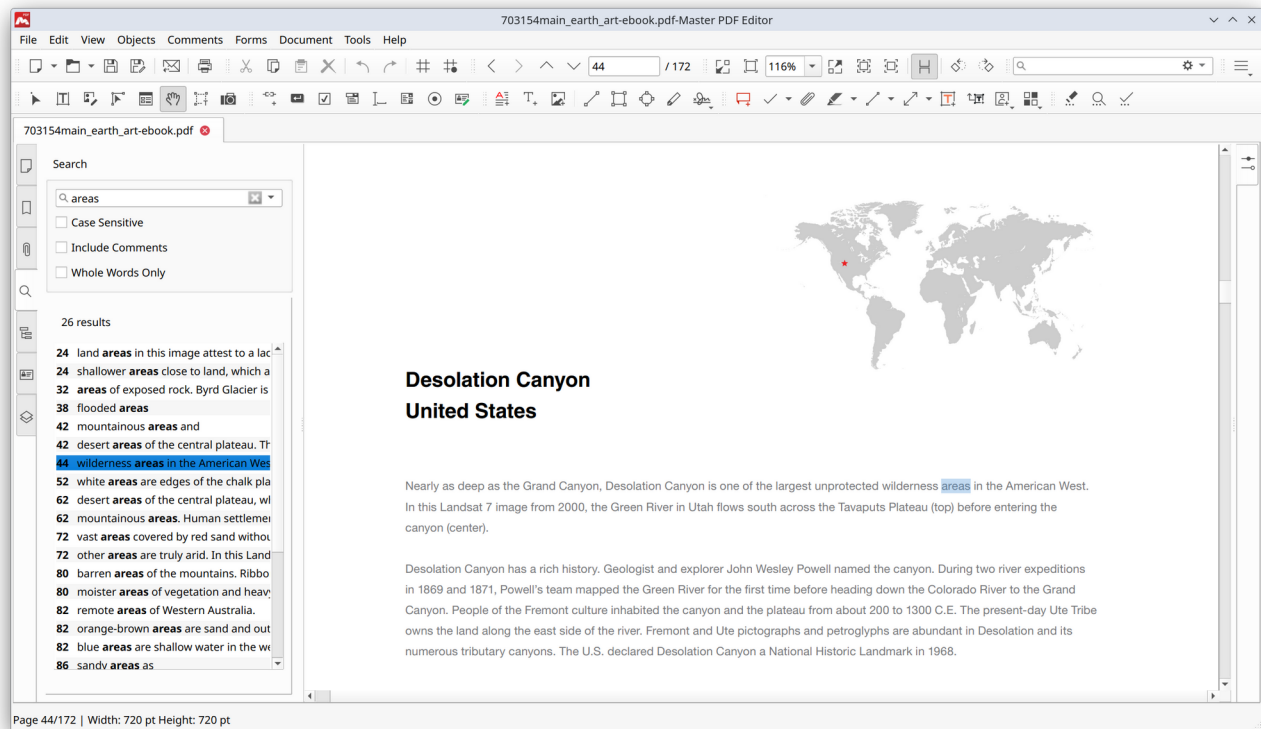 703154main_earth_art-ebook.pdf-Master PDF Editor
File Edit View Objects Comments Forms Document Tools Help
44 / 172 116%
703154main_earth_art-ebook.pdf
Search
areas
Case Sensitive
Include Comments
Whole Words Only
26 results
24 land areas in this image attest to a lac
24 shallower areas close to land, which a
32 areas of exposed rock. Byrd Glacier is
38 flooded areas
42 mountainous areas and
42 desert areas of the central plateau. Th
44 wilderness areas in the American Wes
52 white areas are edges of the chalk pla
62 desert areas of the central plateau, wl
62 mountainous areas. Human settlemer
72 vast areas covered by red sand withou
72 other areas are truly arid. In this Land
80 barren areas of the mountains. Ribbo
80 moister areas of vegetation and heavy
82 remote areas of Western Australia.
82 orange-brown areas are sand and out
82 blue areas are shallow water in the we
86 sandy areas as
Desolation Canyon
United States
Nearly as deep as the Grand Canyon, Desolation Canyon is one of the largest unprotected wilderness areas in the American West.
In this Landsat 7 image from 2000, the Green River in Utah flows south across the Tavaputs Plateau (top) before entering the
canyon (center).
Desolation Canyon has a rich history. Geologist and explorer John Wesley Powell named the canyon. During two river expeditions
in 1869 and 1871, Powell's team mapped the Green River for the first time before heading down the Colorado River to the Grand
Canyon. People of the Fremont culture inhabited the canyon and the plateau from about 200 to 1300 C.E. The present-day Ute Tribe
owns the land along the east side of the river. Fremont and Ute pictographs and petroglyphs are abundant in Desolation and its
numerous tributary canyons. The U.S. declared Desolation Canyon a National Historic Landmark in 1968.
Page 44/172 | Width: 720 pt Height: 720 pt